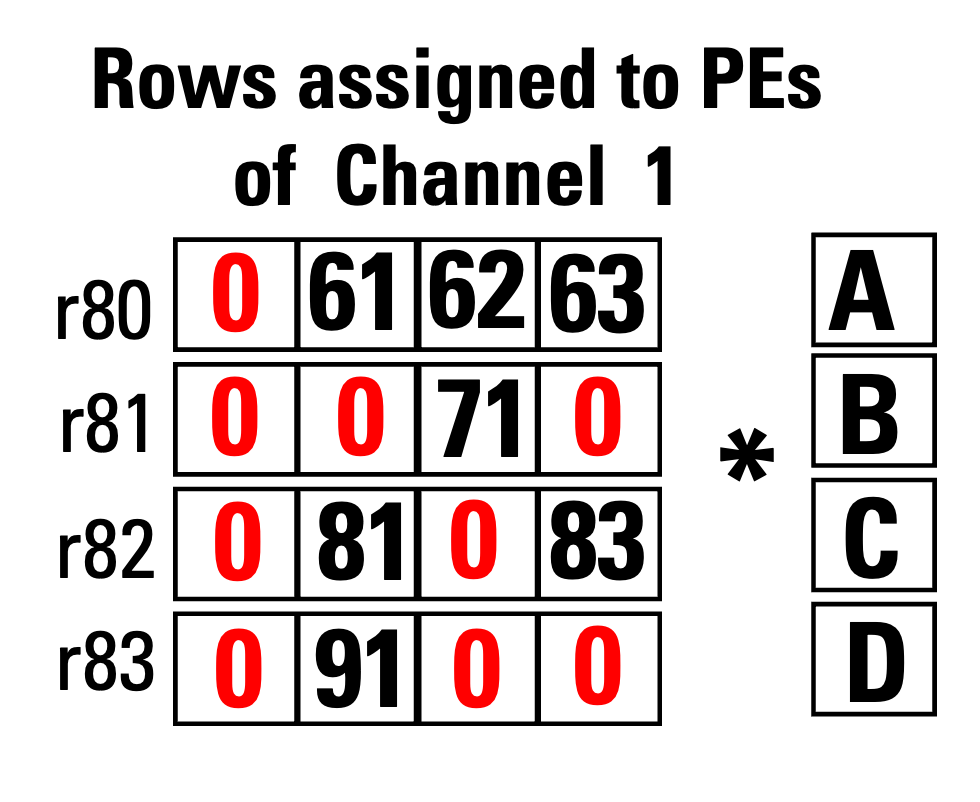 Rows assigned to PEs
of Channel 1
r80 0 61 62 63 A
r81 0 0 71 0 B
*
r82 0 81 0 83 C
r83 0 91 0 0 D